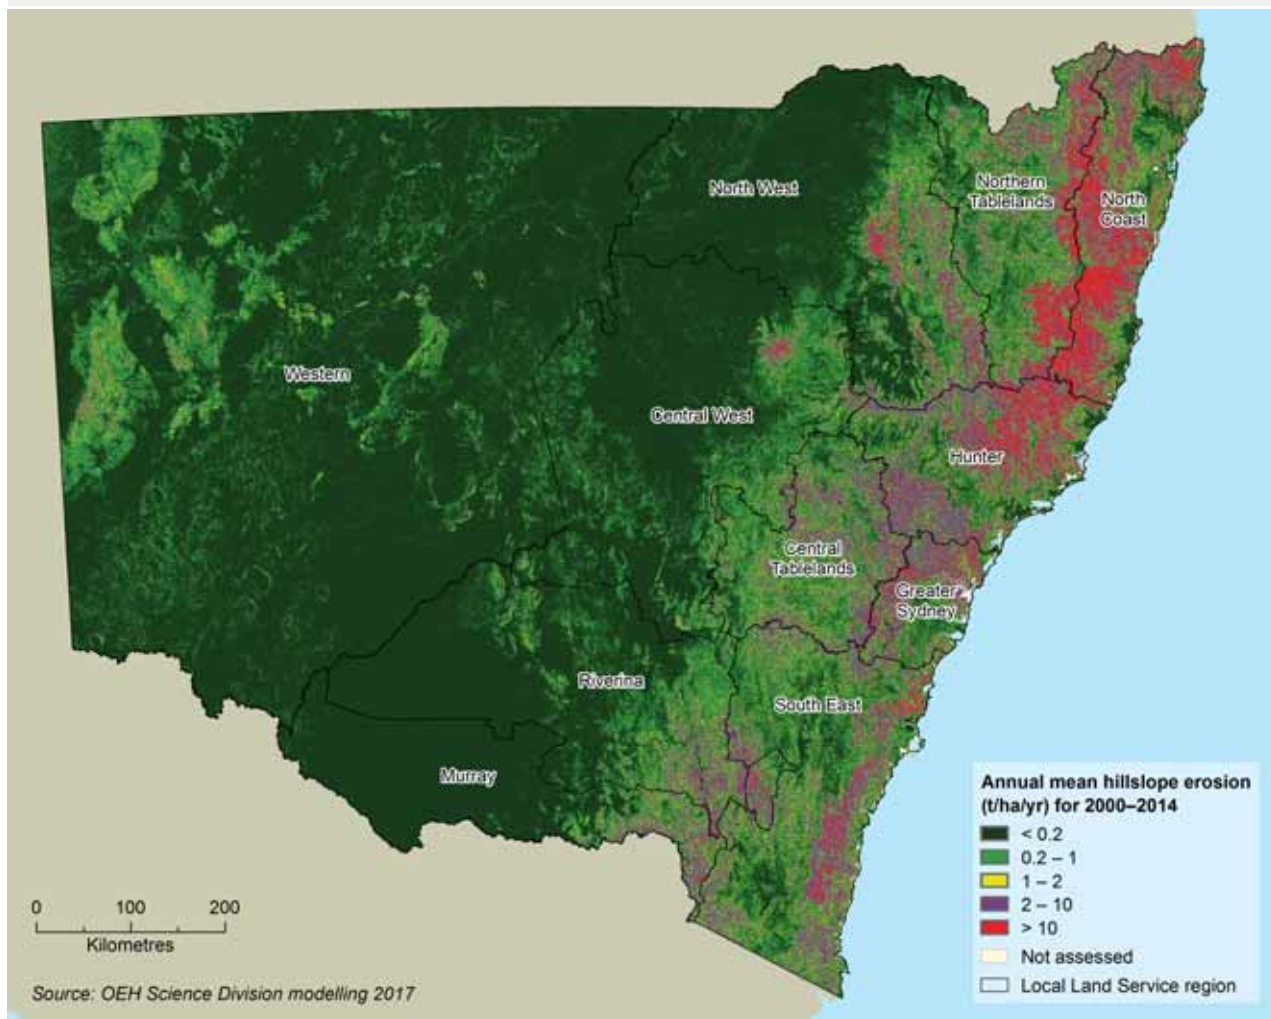 North West
Northern
Tablelands
North
Coast
Western
Central West
Hunter
Central
Tablelands
Greater
Sydney
Riverina
South East
Murray
Annual mean hillslope erosion
(t/ha/yr) for 2000–2014
< 0.2
0.2 – 1
1 – 2
2 – 10
> 10
Not assessed
Local Land Service region
0 100 200
Kilometres
Source: OEH Science Division modelling 2017